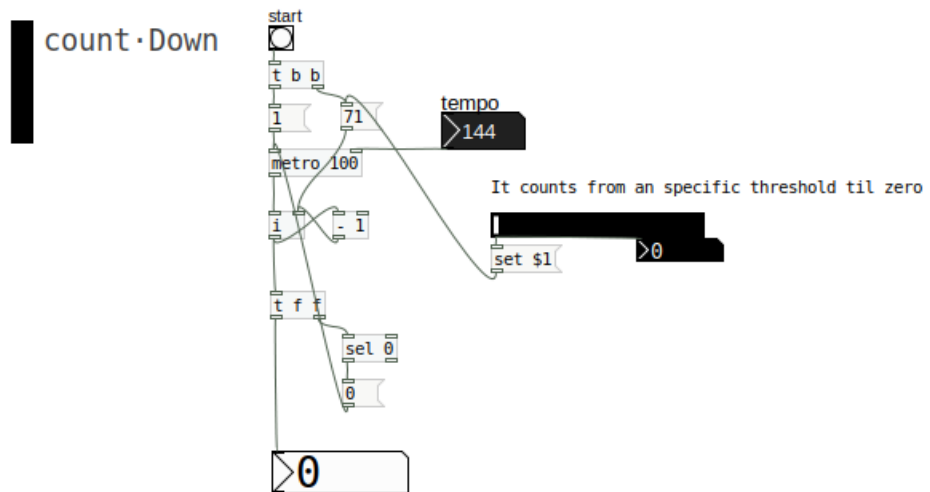 start
count·Down
t b b
1
71
tempo
144
metro 100
It counts from an specific threshold til zero
i
- 1
0
set $1
t f f
sel 0
0
0